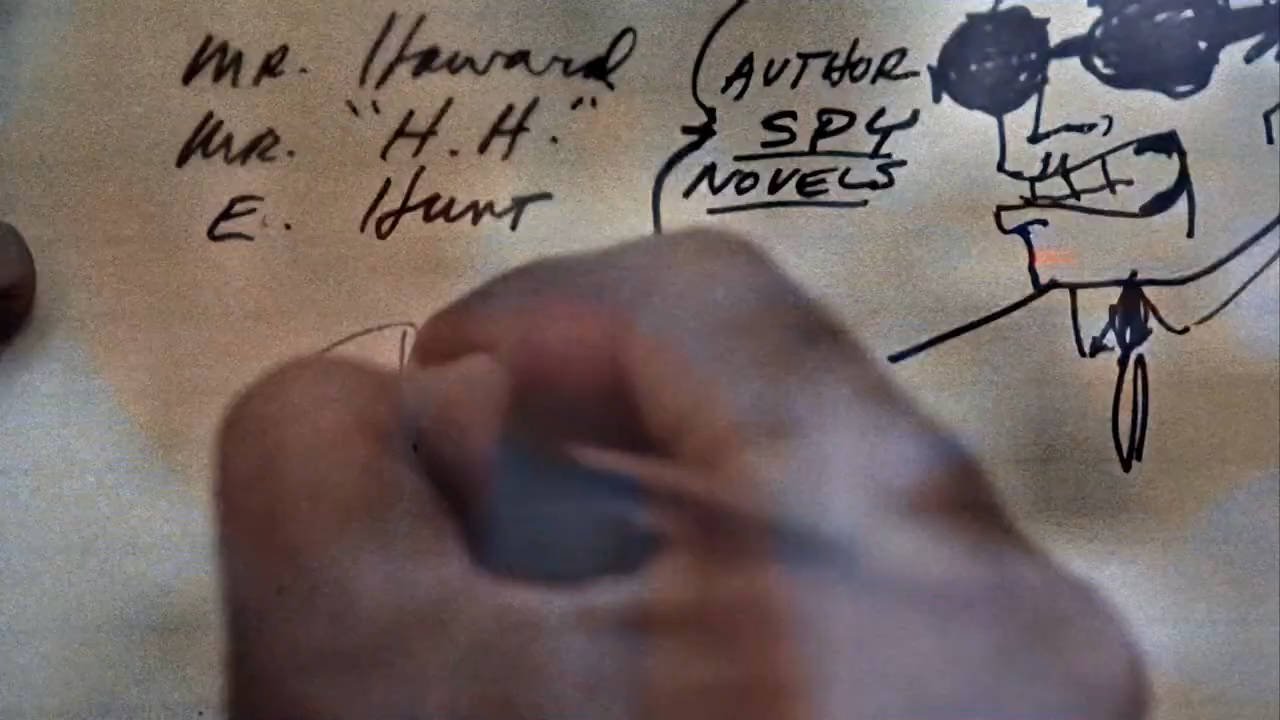 MR. Howard
MR. "H.H."
E. Hunt
AUTHOR
SPY
NOVELS